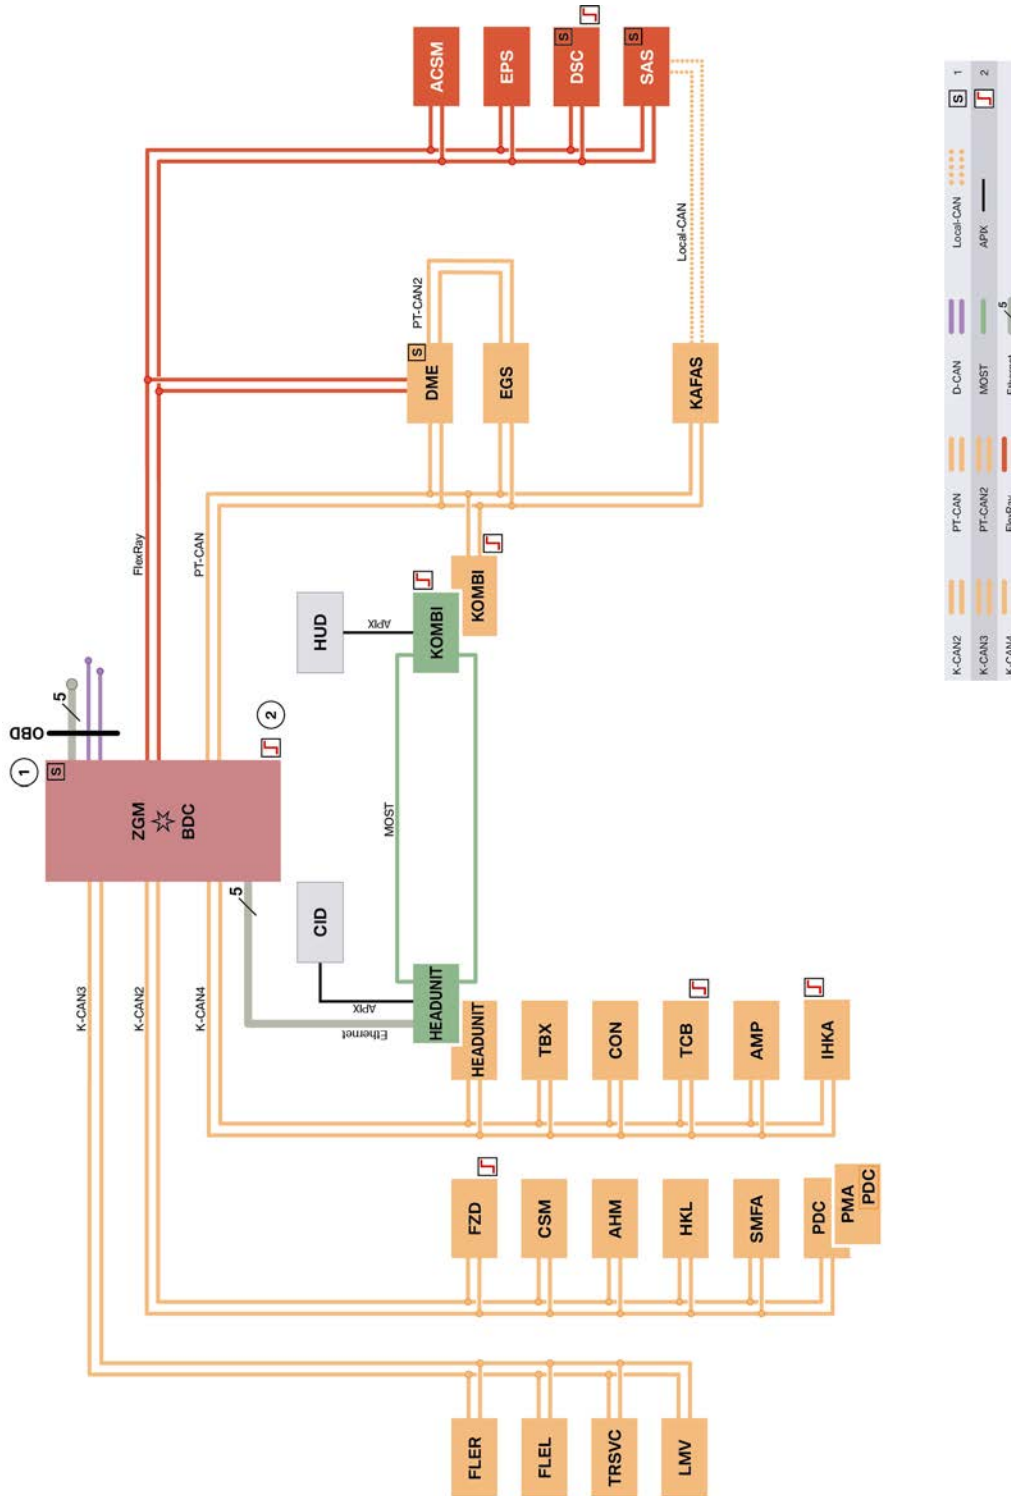 ACSM
EPS
S
DSC
S
SAS
Local-CAN
PT-CAN2
S
DME
EGS
KAFAS
FlexRay
PT-CAN
HUD
APIX
KOMBI
KOMBI
OBD
5
1
S
ZGM
BDC
2
MOST
5
CID
APIX
Ethernet
K-CAN3
K-CAN2
K-CAN4
HEADUNIT
HEADUNIT
TBX
CON
TCB
AMP
IHKA
FZD
CSM
AHM
HKL
SMFA
PDC
PMA
PDC
FLER
FLEL
TRSVC
LMV
K-CAN2 PT-CAN D-CAN Local-CAN S 1
K-CAN3 PT-CAN2 MOST APIX 2
K-CAN4 FlexRay Ethernet 5